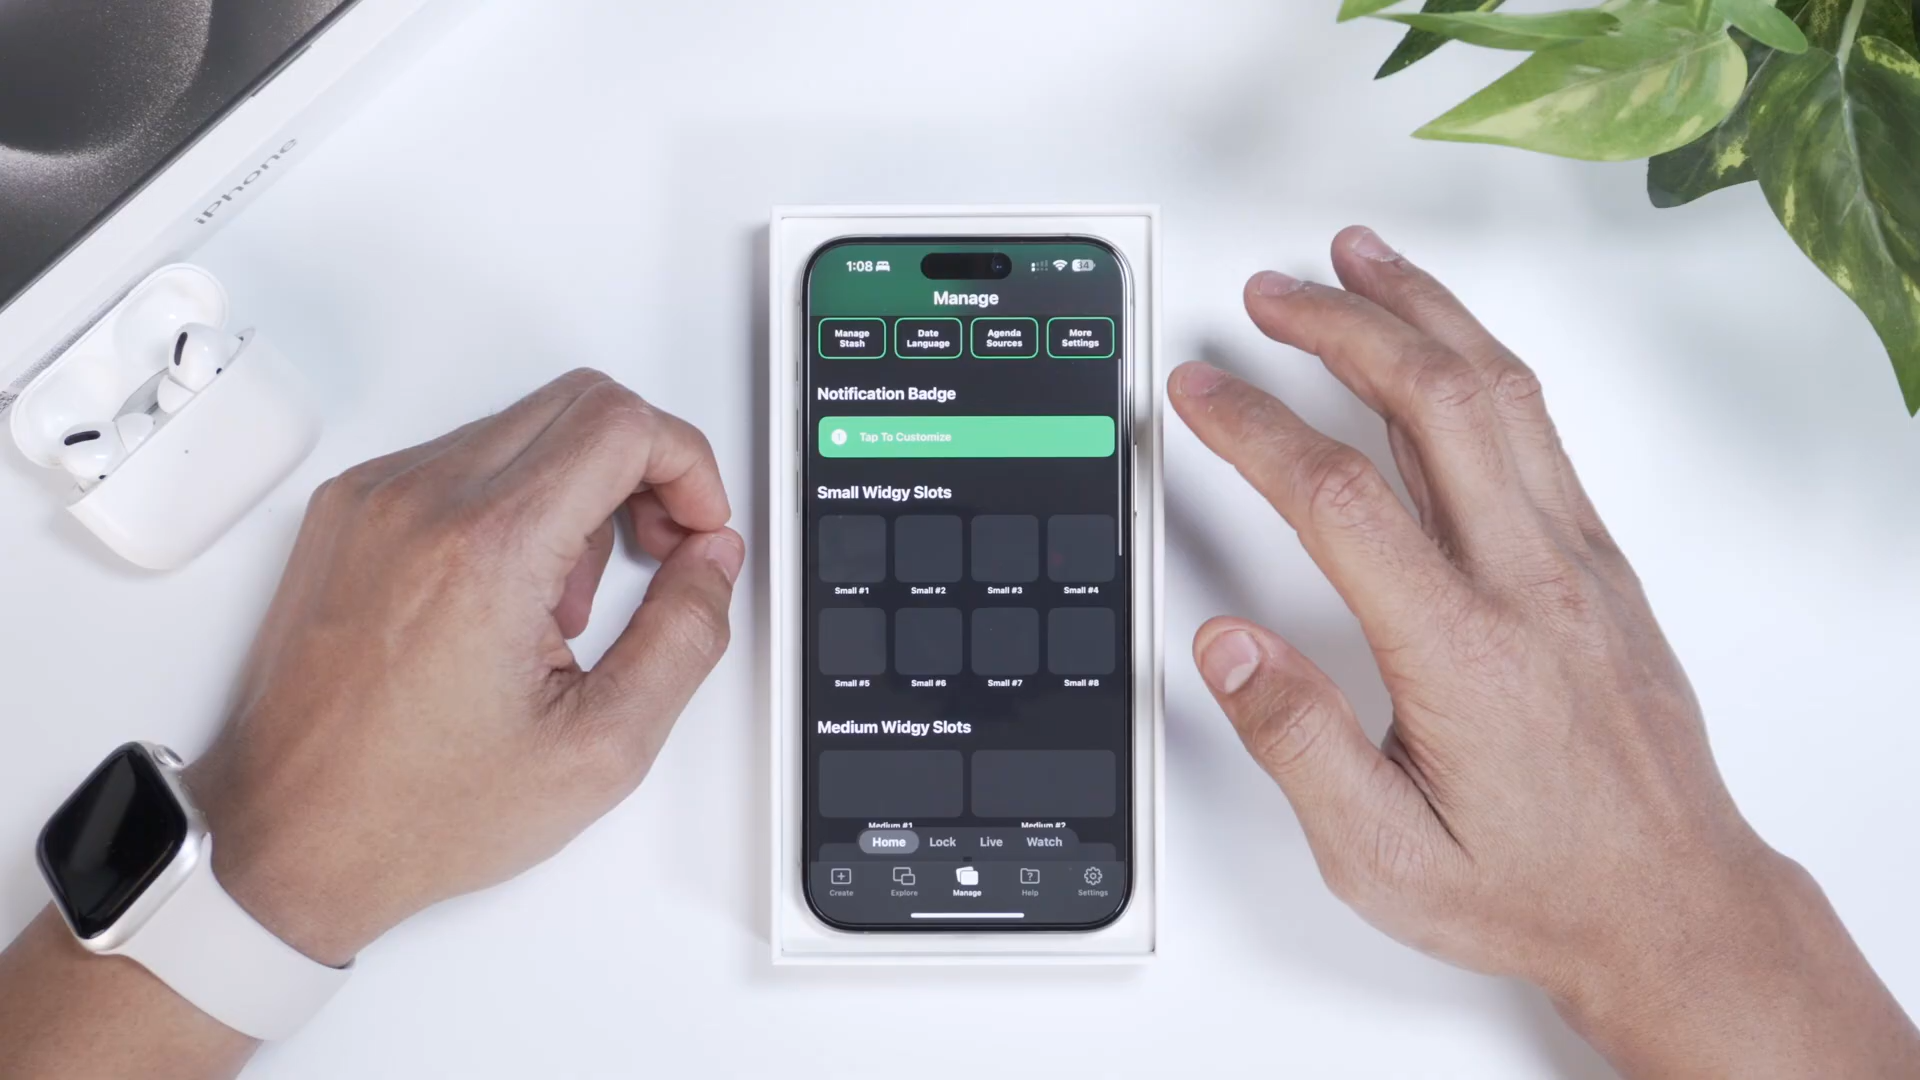 iPhone
1:08
34
Manage
Manage Stash
Date Language
Agenda Sources
More Settings
Notification Badge
Tap To Customize
Small Widgy Slots
Small #1
Small #2
Small #3
Small #4
Small #5
Small #6
Small #7
Small #8
Medium Widgy Slots
Medium #1
Medium #2
Home
Lock
Live
Watch
Create
Explore
Manage
Help
Settings